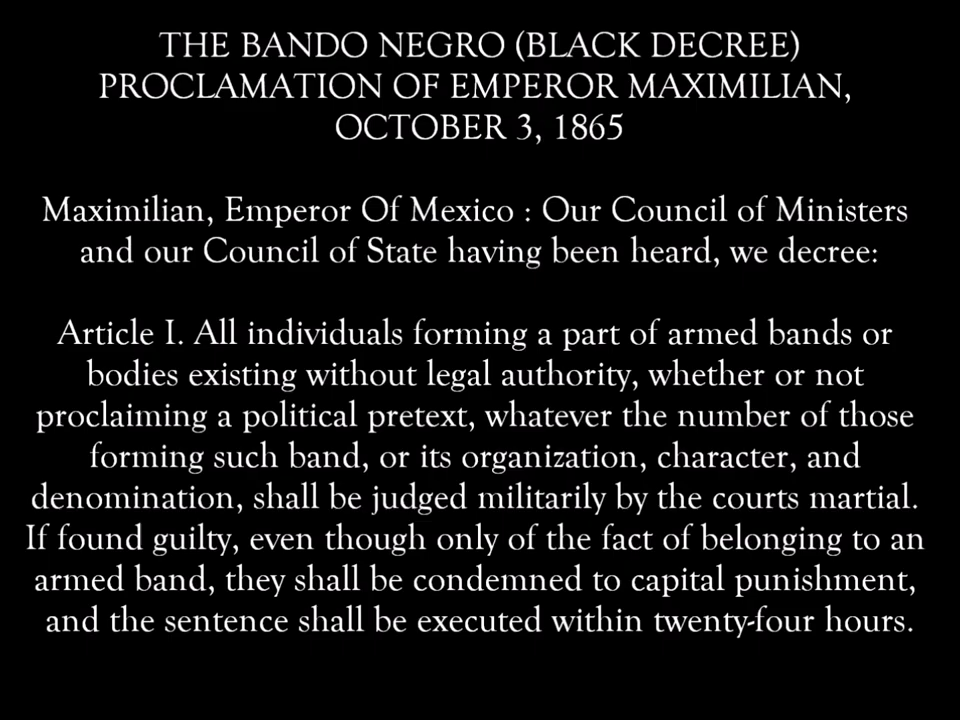 THE BANDO NEGRO (BLACK DECREE)
PROCLAMATION OF EMPEROR MAXIMILIAN,
OCTOBER 3, 1865
Maximilian, Emperor Of Mexico : Our Council of Ministers
and our Council of State having been heard, we decree:
Article I. All individuals forming a part of armed bands or
bodies existing without legal authority, whether or not
proclaiming a political pretext, whatever the number of those
forming such band, or its organization, character, and
denomination, shall be judged militarily by the courts martial.
If found guilty, even though only of the fact of belonging to an
armed band, they shall be condemned to capital punishment,
and the sentence shall be executed within twenty-four hours.